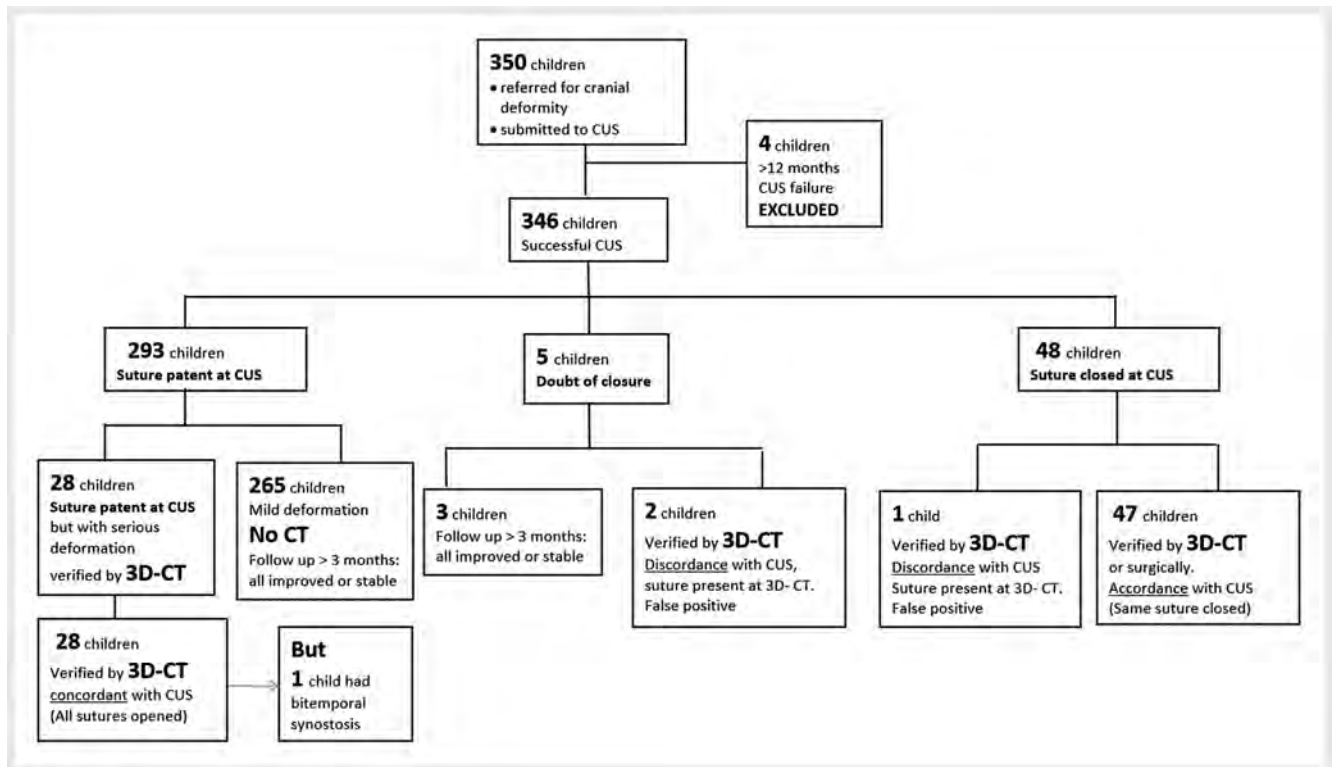 350 children
• referred for cranial
deformity
• submitted to CUS
4 children
>12 months
CUS failure
EXCLUDED
346 children
Successful CUS
293 children
Suture patent at CUS
5 children
Doubt of closure
48 children
Suture closed at CUS
28 children
Suture patent at CUS
but with serious
deformation
verified by 3D-CT
265 children
Mild deformation
No CT
Follow up > 3 months:
all improved or stable
3 children
Follow up > 3 months:
all improved or stable
2 children
Verified by 3D-CT
Discordance with CUS,
suture present at 3D- CT.
False positive
1 child
Verified by 3D-CT
Discordance with CUS
Suture present at 3D- CT.
False positive
47 children
Verified by 3D-CT
or surgically.
Accordance with CUS
(Same suture closed)
28 children
Verified by 3D-CT
concordant with CUS
(All sutures opened)
But
1 child had
bitemporal
synostosis